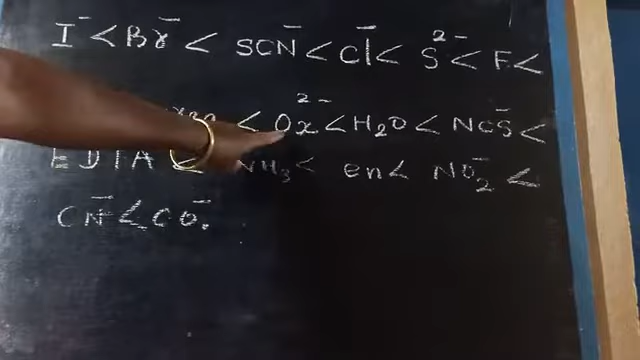 I⁻ < Br⁻ < SCN⁻ < Cl⁻ < S²⁻ < F <
< Ox²⁻ < H₂O < NCS⁻ <
EDTA < NH₃ < en < NO₂⁻ <
CN⁻ < CO⁻.